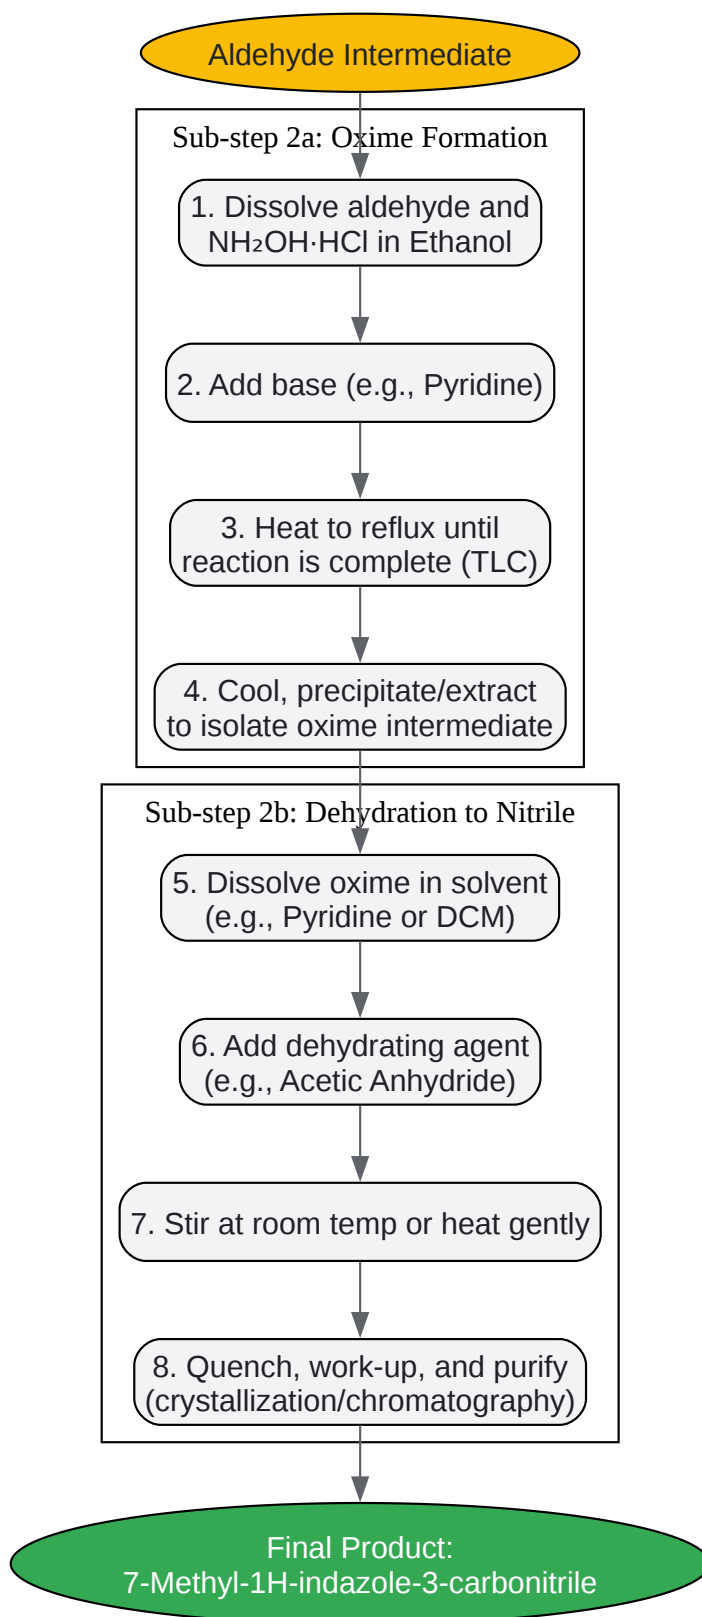 Aldehyde Intermediate
Sub-step 2a: Oxime Formation
1. Dissolve aldehyde and
NH₂OH·HCl in Ethanol
2. Add base (e.g., Pyridine)
3. Heat to reflux until
reaction is complete (TLC)
4. Cool, precipitate/extract
to isolate oxime intermediate
Sub-step 2b: Dehydration to Nitrile
5. Dissolve oxime in solvent
(e.g., Pyridine or DCM)
6. Add dehydrating agent
(e.g., Acetic Anhydride)
7. Stir at room temp or heat gently
8. Quench, work-up, and purify
(crystallization/chromatography)
Final Product:
7-Methyl-1H-indazole-3-carbonitrile